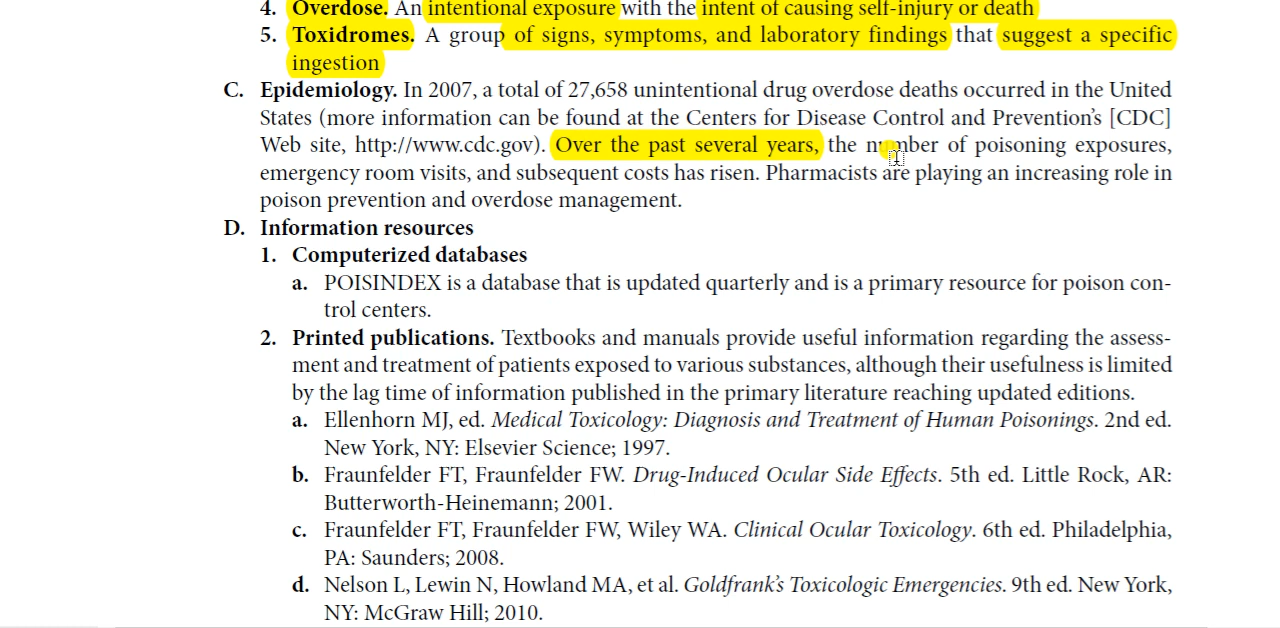 4. Overdose. An intentional exposure with the intent of causing self-injury or death
5. Toxidromes. A group of signs, symptoms, and laboratory findings that suggest a specific
ingestion
C. Epidemiology. In 2007, a total of 27,658 unintentional drug overdose deaths occurred in the United
States (more information can be found at the Centers for Disease Control and Prevention’s [CDC]
Web site, http://www.cdc.gov). Over the past several years, the number of poisoning exposures,
emergency room visits, and subsequent costs has risen. Pharmacists are playing an increasing role in
poison prevention and overdose management.
D. Information resources
1. Computerized databases
a. POISINDEX is a database that is updated quarterly and is a primary resource for poison con-
trol centers.
2. Printed publications. Textbooks and manuals provide useful information regarding the assess-
ment and treatment of patients exposed to various substances, although their usefulness is limited
by the lag time of information published in the primary literature reaching updated editions.
a. Ellenhorn MJ, ed. Medical Toxicology: Diagnosis and Treatment of Human Poisonings. 2nd ed.
New York, NY: Elsevier Science; 1997.
b. Fraunfelder FT, Fraunfelder FW. Drug-Induced Ocular Side Effects. 5th ed. Little Rock, AR:
Butterworth-Heinemann; 2001.
c. Fraunfelder FT, Fraunfelder FW, Wiley WA. Clinical Ocular Toxicology. 6th ed. Philadelphia,
PA: Saunders; 2008.
d. Nelson L, Lewin N, Howland MA, et al. Goldfrank’s Toxicologic Emergencies. 9th ed. New York,
NY: McGraw Hill; 2010.